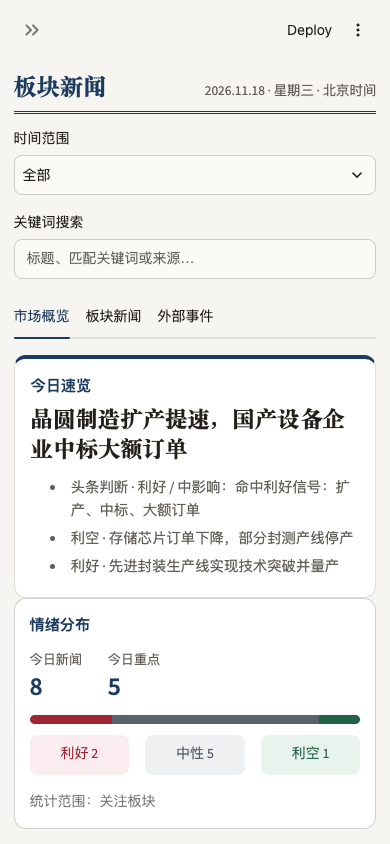 Deploy
板块新闻
2026.11.18 · 星期三 · 北京时间
时间范围
全部
关键词搜索
标题、匹配关键词或来源…
市场概览 板块新闻 外部事件
今日速览
晶圆制造扩产提速，国产设备企
业中标大额订单
头条判断 · 利好 / 中影响：命中利好信号：扩
产、中标、大额订单
利空 · 存储芯片订单下降，部分封测产线停产
利好 · 先进封装生产线实现技术突破并量产
情绪分布
今日新闻 今日重点
8 5
利好 2 中性 5 利空 1
统计范围：关注板块